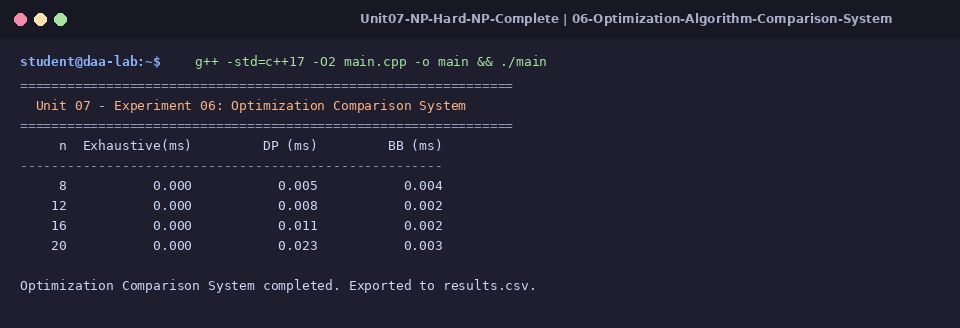 Unit07-NP-Hard-NP-Complete | 06-Optimization-Algorithm-Comparison-System
student@daa-lab:~$ g++ -std=c++17 -O2 main.cpp -o main && ./main
===============================================================
  Unit 07 - Experiment 06: Optimization Comparison System
===============================================================
     n  Exhaustive(ms)         DP (ms)         BB (ms)
------------------------------------------------------
     8           0.000           0.005           0.004
    12           0.000           0.008           0.002
    16           0.000           0.011           0.002
    20           0.000           0.023           0.003
Optimization Comparison System completed. Exported to results.csv.